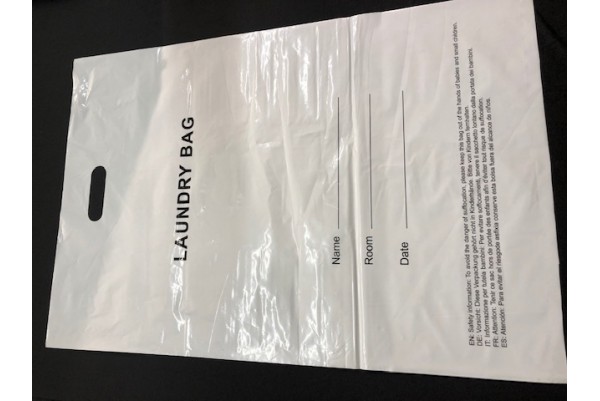 LAUNDRY BAG
Name
Room
Date
EN: Safety information: To avoid the danger of suffocation, please keep this bag out of the hands of babies and small children.
DE: Vorsicht: Diese Verpackung gehört nicht in Kinderhände. Bitte von Kindern fernhalten.
IT: Informazione per tutela bambini: Per evitare soffocamenti, tenere il sacchetto lontano dalla portata dei bambini.
FR: Attention: Tenir ce sac hors de portée des enfants afin d'éviter tout risque de suffocation.
ES: Atención: Para evitar el riesgode asfixia conserve esta bolsa fuera del alcance de niños.